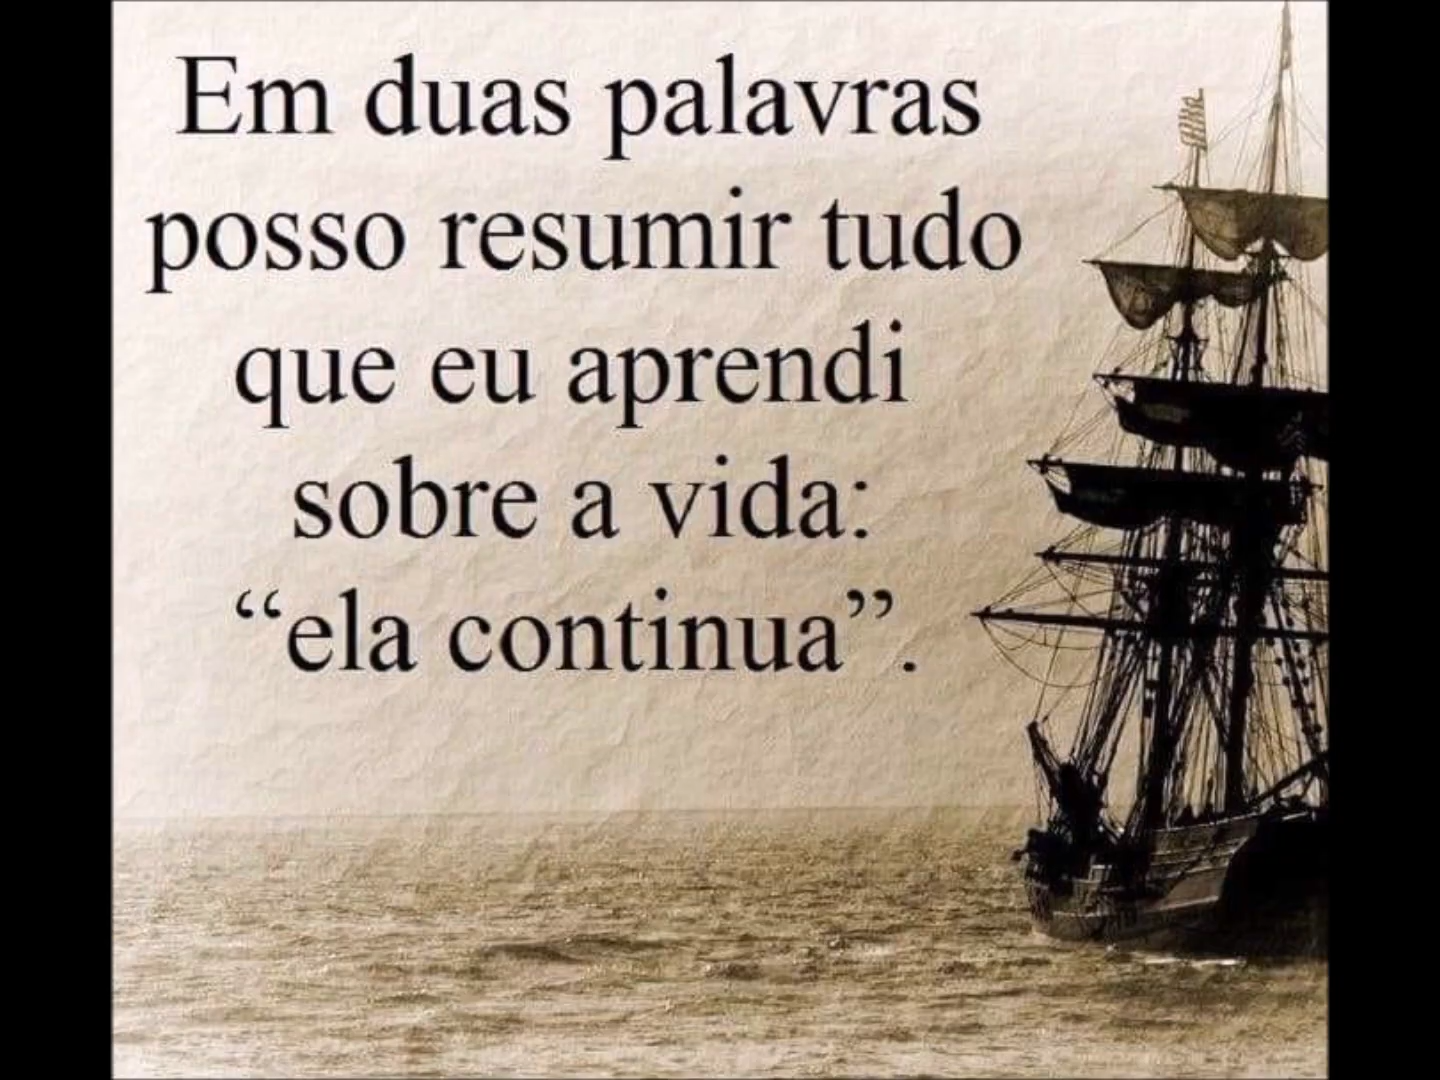 Em duas palavras
posso resumir tudo
que eu aprendi
sobre a vida:
“ela continua”.